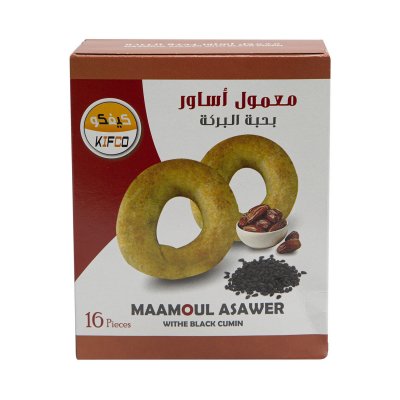 معمول أساور
بحبة البركة
كيفكو
KIFCO
16 Pieces
MAAMOUL ASAWER
WITHE BLACK CUMIN